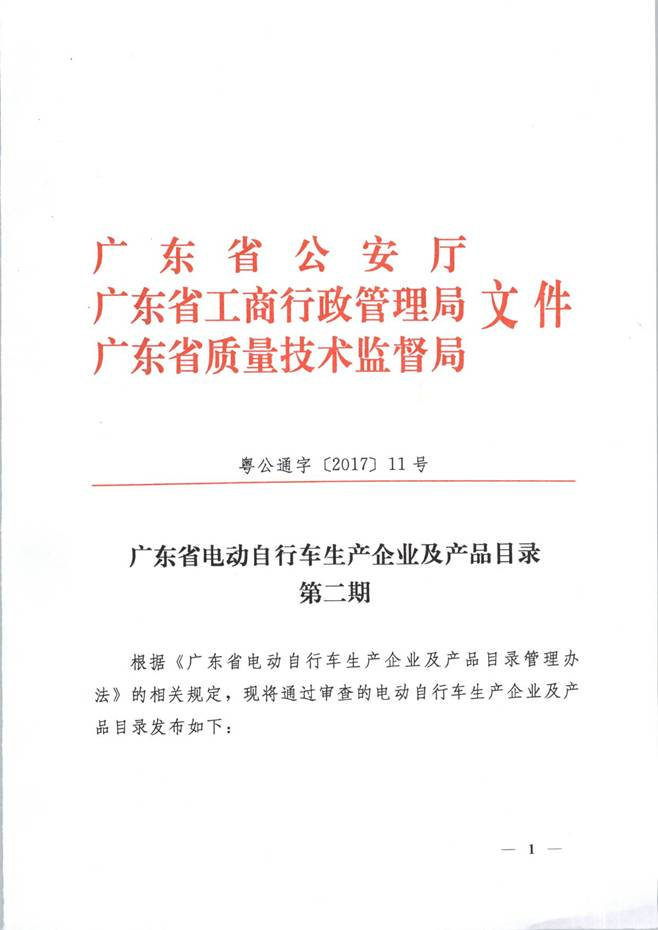 广东省公安厅
广东省工商行政管理局 文件
广东省质量技术监督局
粤公通字〔2017〕11号
广东省电动自行车生产企业及产品目录
第二期
根据《广东省电动自行车生产企业及产品目录管理办
法》的相关规定，现将通过审查的电动自行车生产企业及产
品目录发布如下：
— 1 —